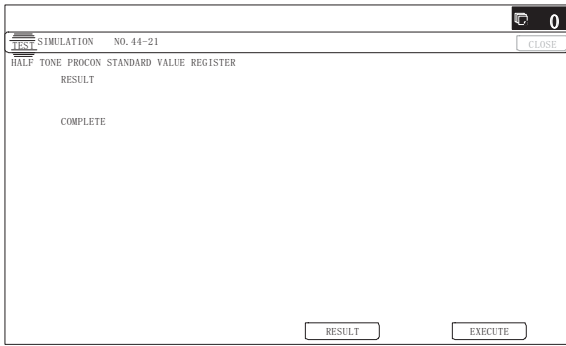 0
TEST SIMULATION NO.44-21 CLOSE
HALF TONE PROCON STANDARD VALUE REGISTER
RESULT
COMPLETE
RESULT EXECUTE